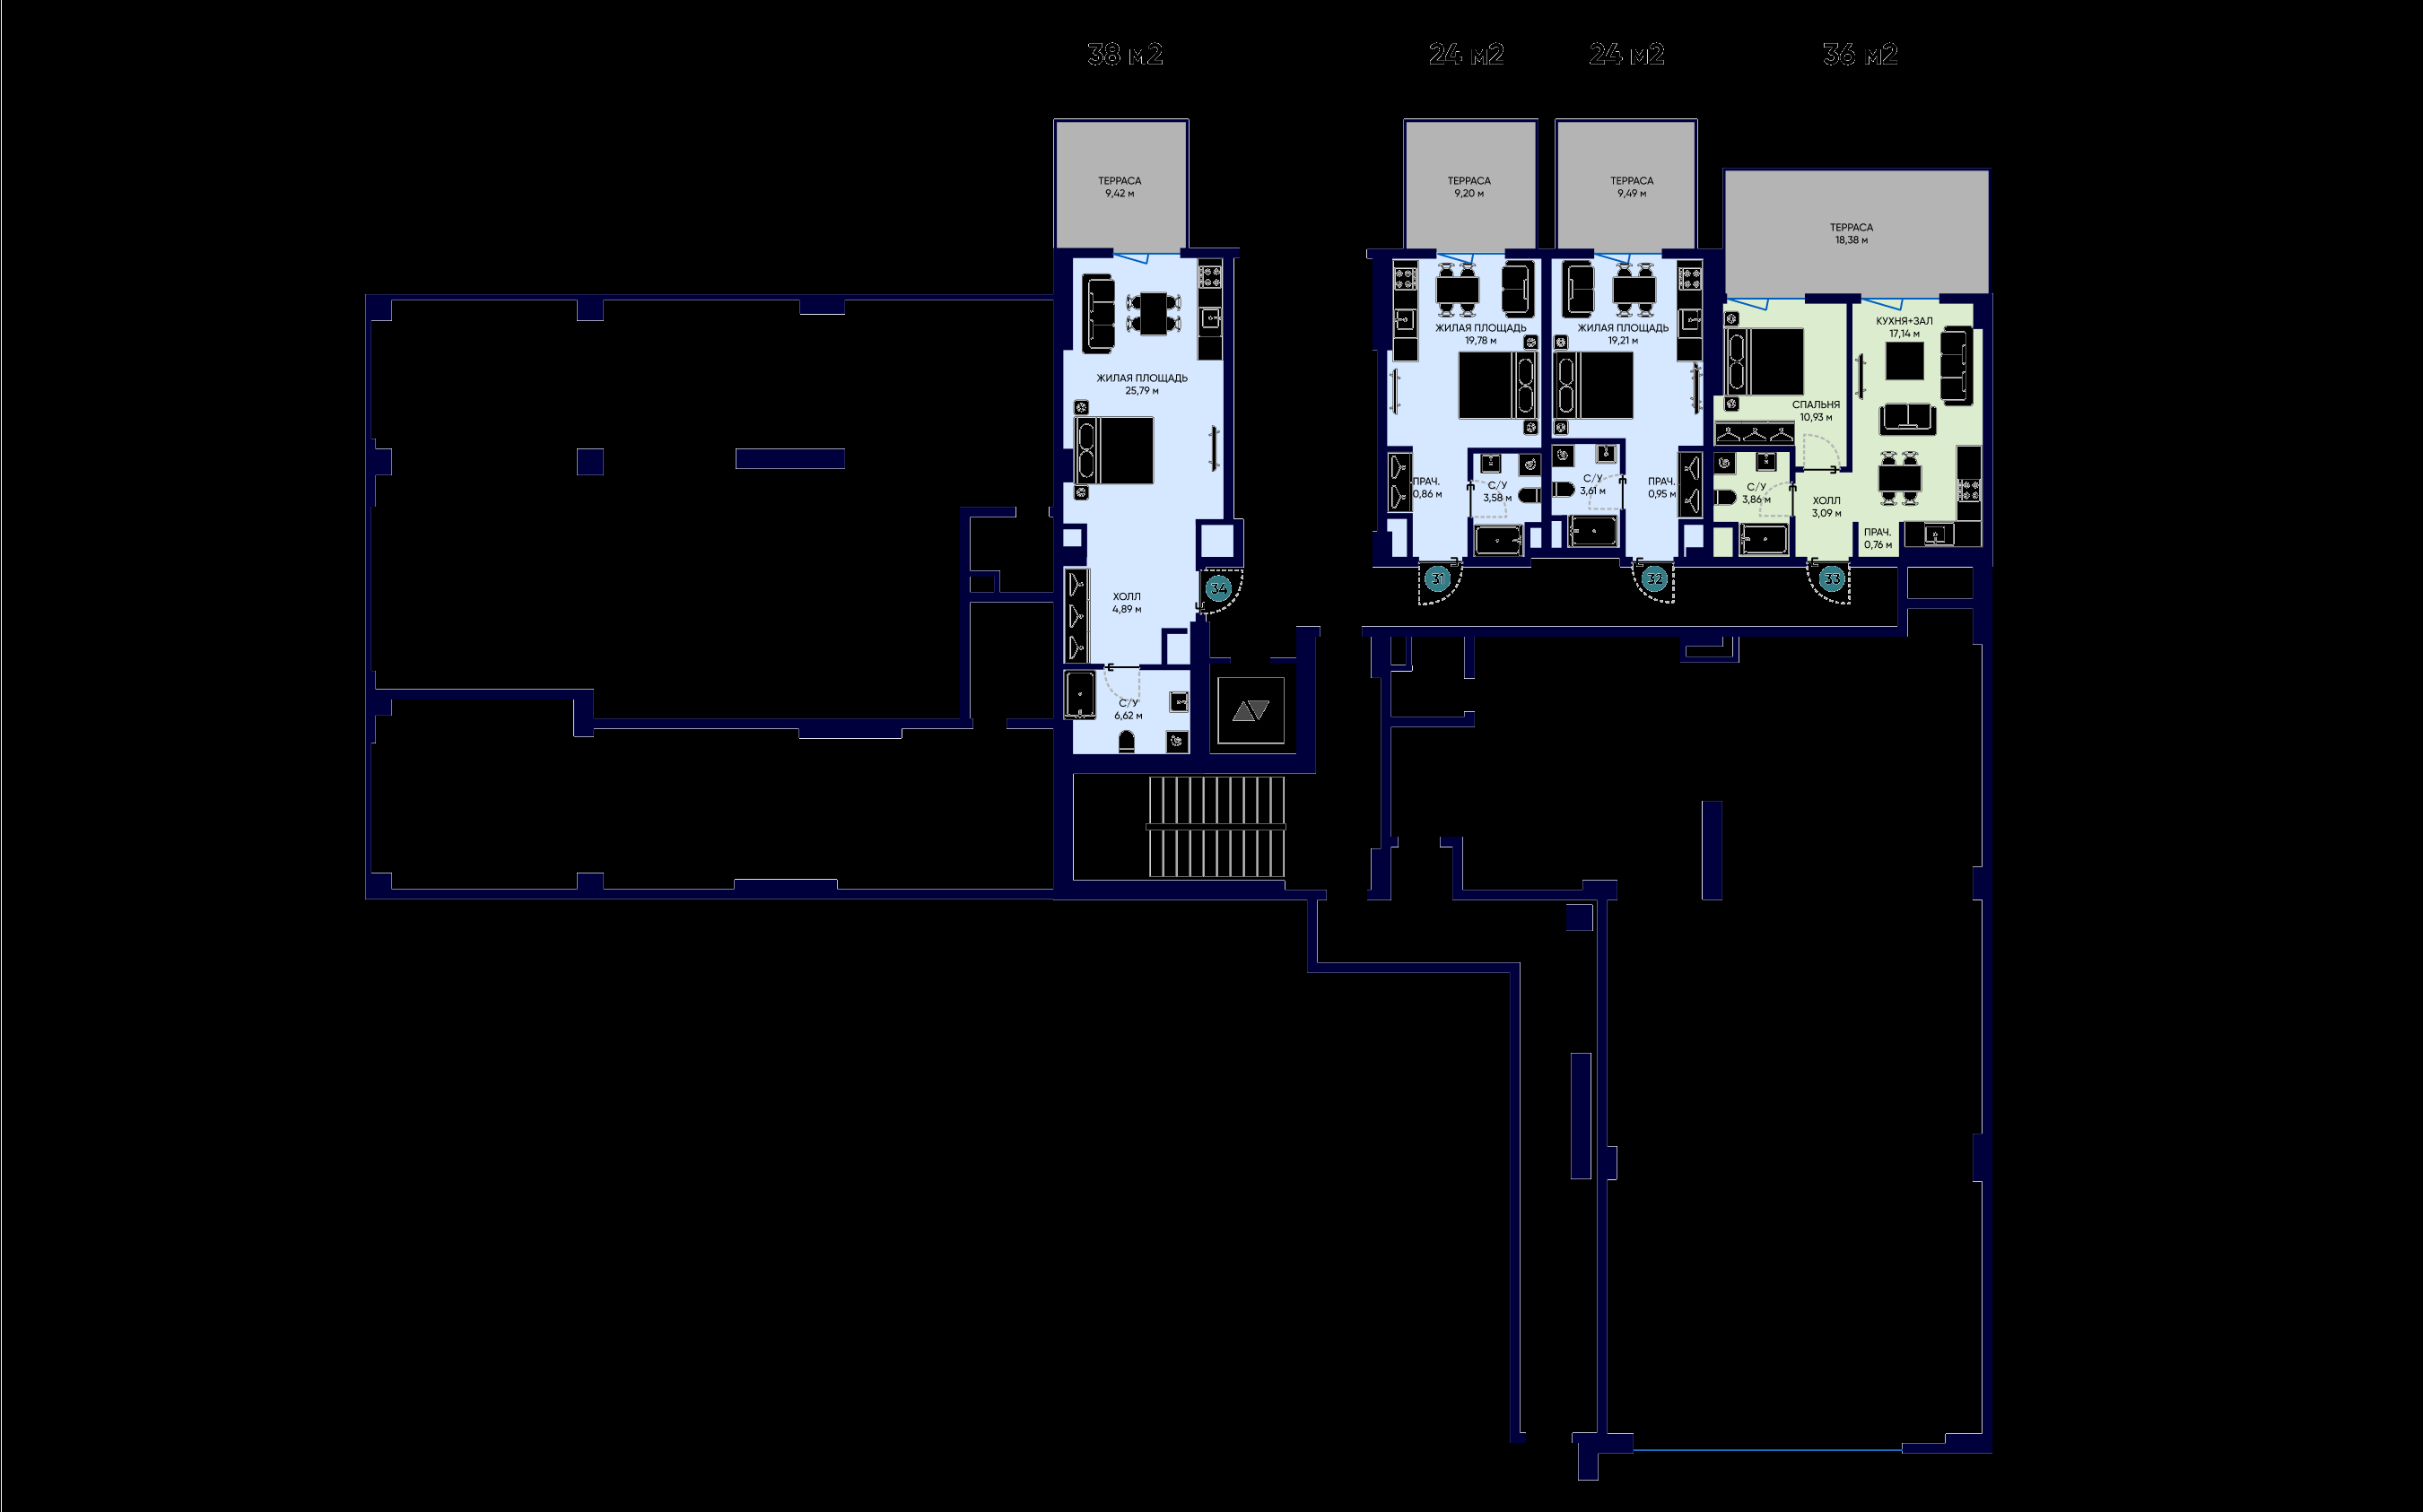 38 м2
24 м2
24 м2
36 м2
ТЕРРАСА
9,42 м
ТЕРРАСА
9,20 м
ТЕРРАСА
9,49 м
ТЕРРАСА
18,38 м
ЖИЛАЯ ПЛОЩАДЬ
25,79 м
ЖИЛАЯ ПЛОЩАДЬ
19,78 м
ЖИЛАЯ ПЛОЩАДЬ
19,21 м
КУХНЯ+ЗАЛ
17,14 м
СПАЛЬНЯ
10,93 м
ПРАЧ.
0,86 м
С/У
3,58 м
С/У
3,61 м
ПРАЧ.
0,95 м
С/У
3,86 м
ХОЛЛ
3,09 м
ПРАЧ.
0,76 м
31
32
33
34
ХОЛЛ
4,89 м
С/У
6,62 м